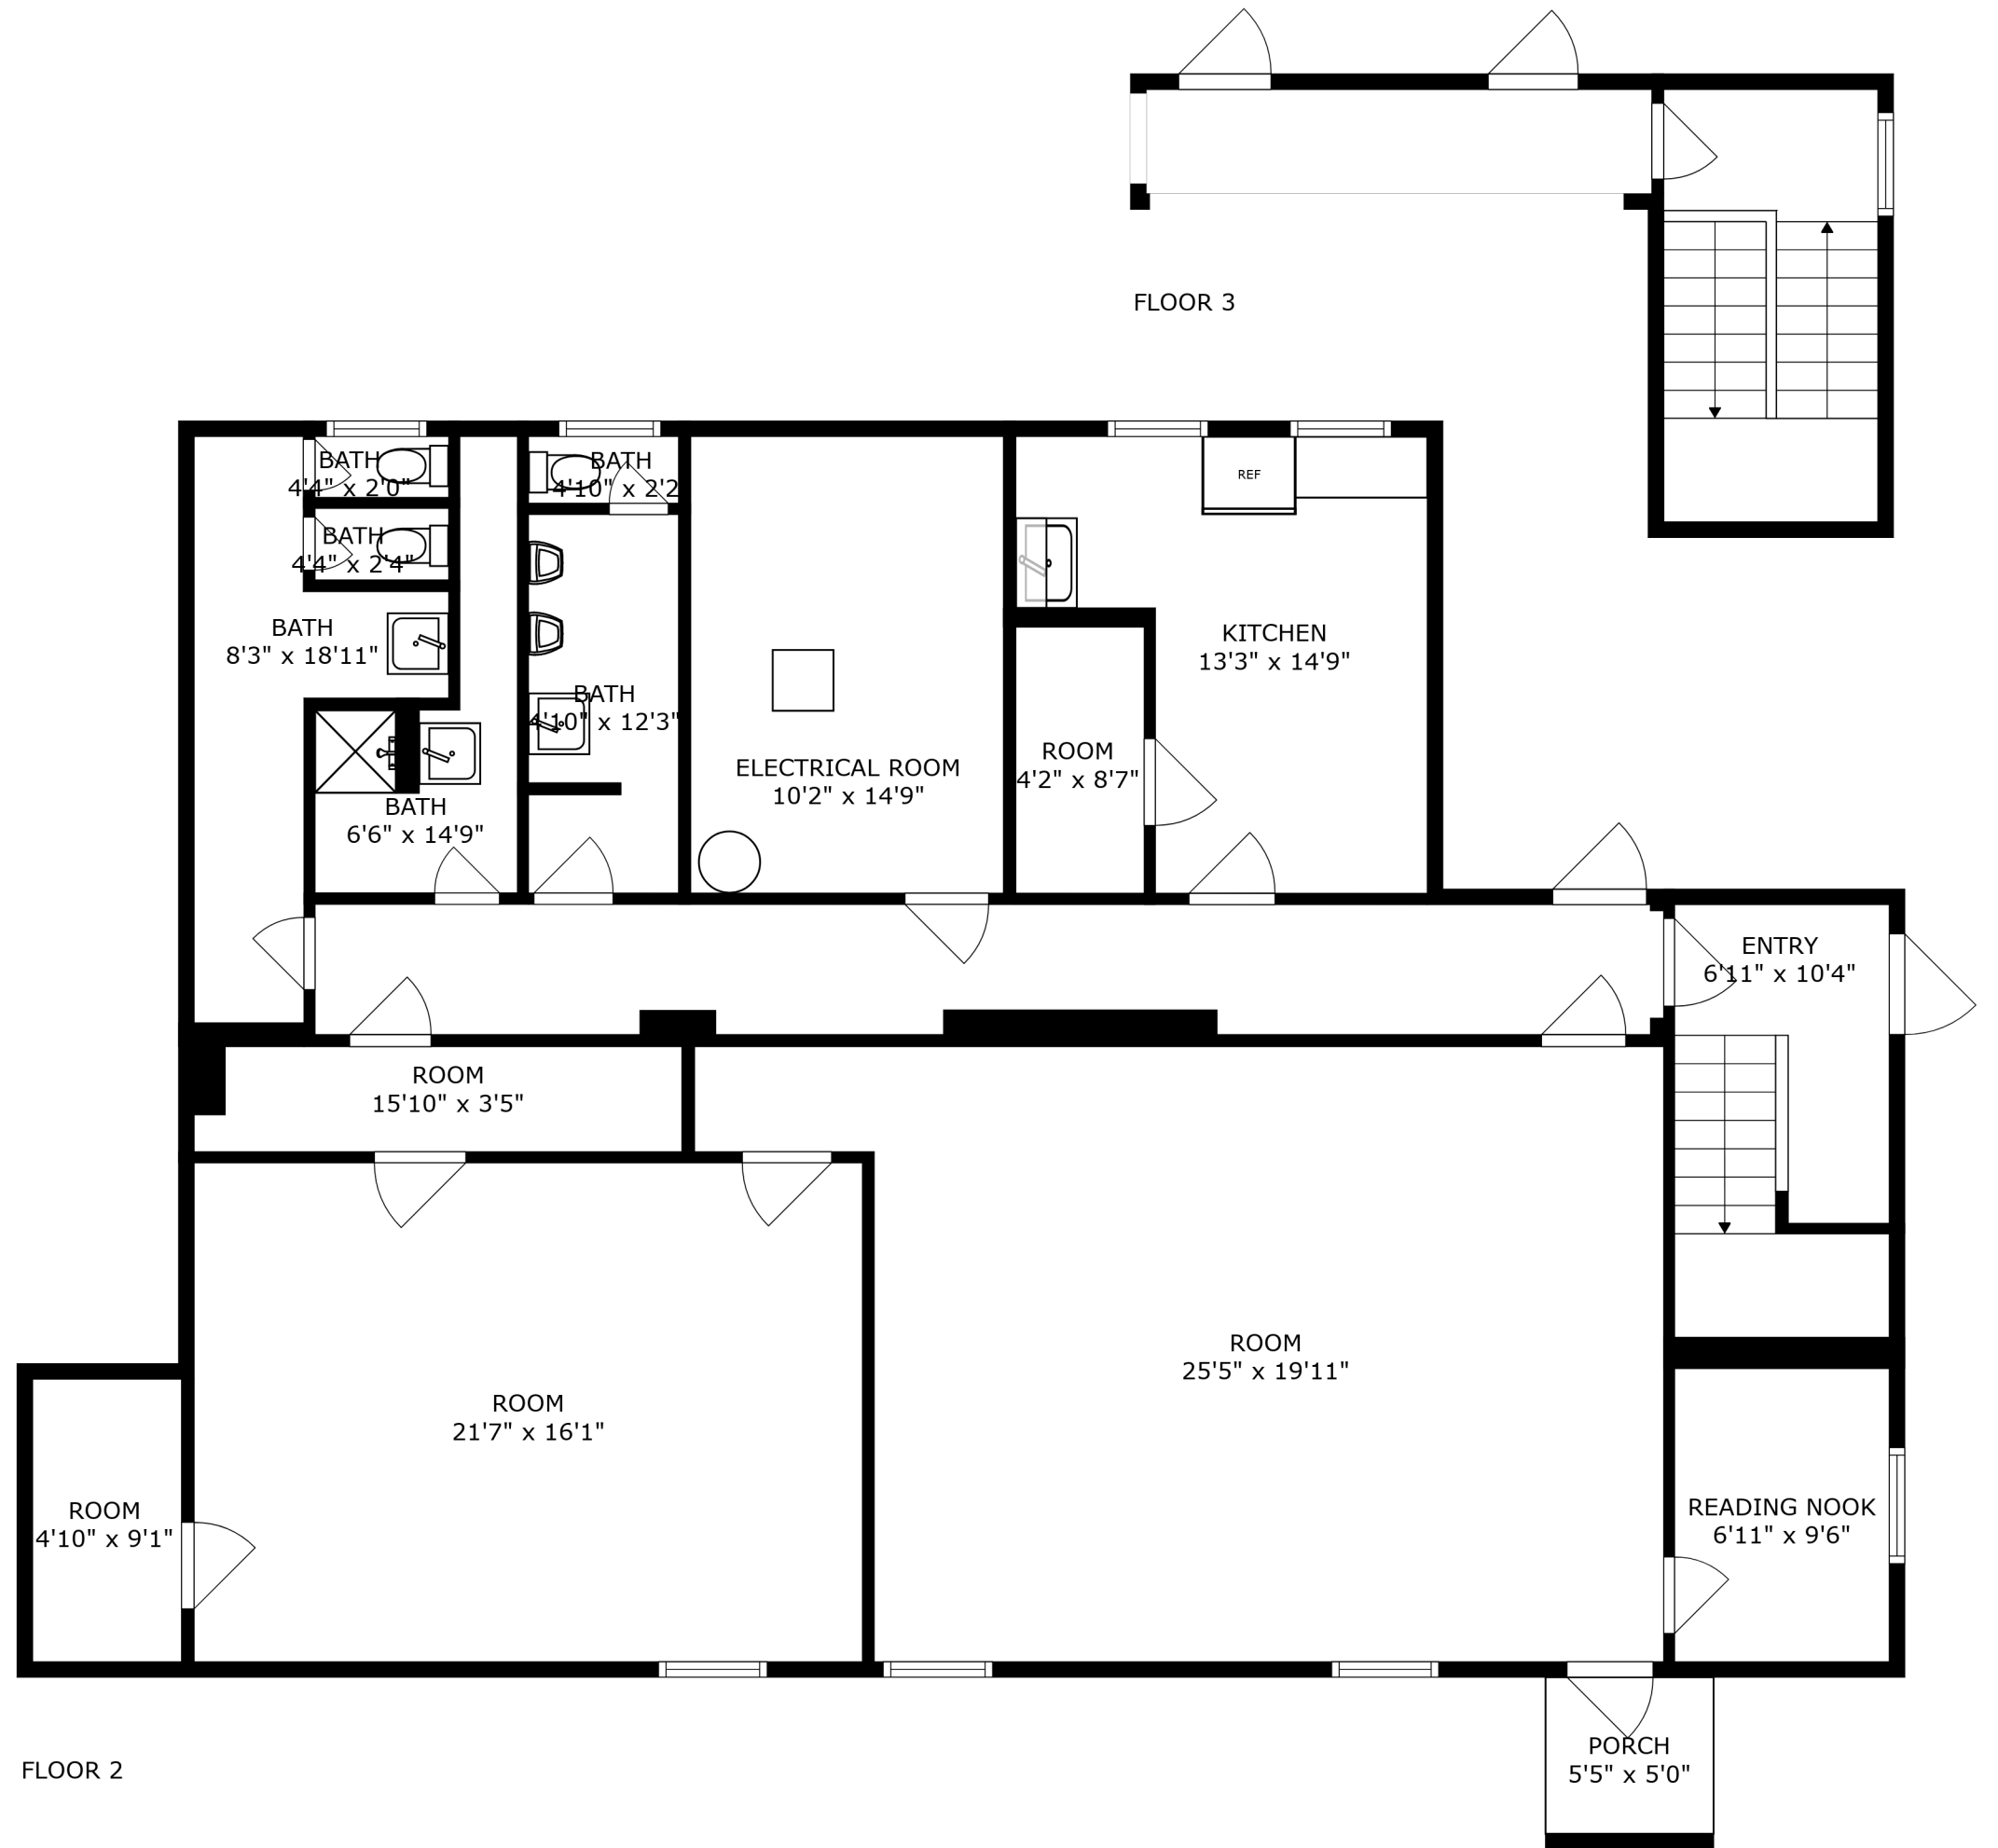 FLOOR 3
BATH
4'4" x 2'0"
BATH
4'10" x 2'2
REF
BATH
4'4" x 2'4"
BATH
8'3" x 18'11"
KITCHEN
13'3" x 14'9"
BATH
4'10" x 12'3"
ROOM
4'2" x 8'7"
ELECTRICAL ROOM
10'2" x 14'9"
BATH
6'6" x 14'9"
ENTRY
6'11" x 10'4"
ROOM
15'10" x 3'5"
ROOM
25'5" x 19'11"
ROOM
21'7" x 16'1"
ROOM
4'10" x 9'1"
READING NOOK
6'11" x 9'6"
PORCH
5'5" x 5'0"
FLOOR 2